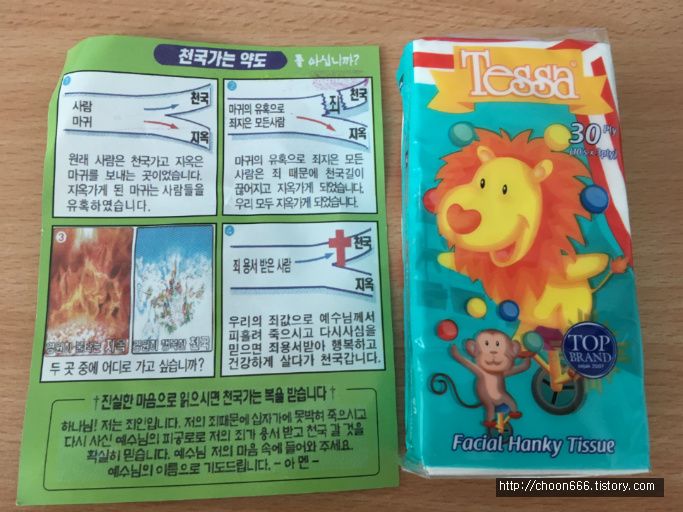 천국가는 약도 를 아십니까?
1
사람
마귀
천국
지옥
원래 사람은 천국가고 지옥은
마귀를 보내는 곳이었습니다.
지옥가게 된 마귀는 사람들을
유혹하였습니다.
2
마귀의 유혹으로
죄지은 모든사람
죄
천국
지옥
마귀의 유혹으로 죄지은 모든
사람은 죄 때문에 천국길이
끊어지고 지옥가게 되었습니다.
우리 모두 지옥가게 되었습니다.
3
지옥
영원히 행복한 천국
두 곳 중에 어디로 가고 싶습니까?
4
죄 용서 받은 사람
천국
지옥
우리의 죄값으로 예수님께서
피흘려 죽으시고 다시사심을
믿으면 죄용서받아 행복하고
건강하게 살다가 천국갑니다.
†진실한 마음으로 읽으시면 천국가는 복을 받습니다†
하나님! 저는 죄인입니다. 저의 죄때문에 십자가에 못박혀 죽으시고
다시 사신 예수님의 피공로로 저의 죄가 용서 받고 천국 갈 것을
확실히 믿습니다. 예수님 저의 마음 속에 들어와 주세요.
예수님의 이름으로 기도드립니다. -아 멘-
Tessa
30 Ply
(10's x 3ply)
TOP
BRAND
SINCE 2007
Facial Hanky Tissue
http://choon666.tistory.com